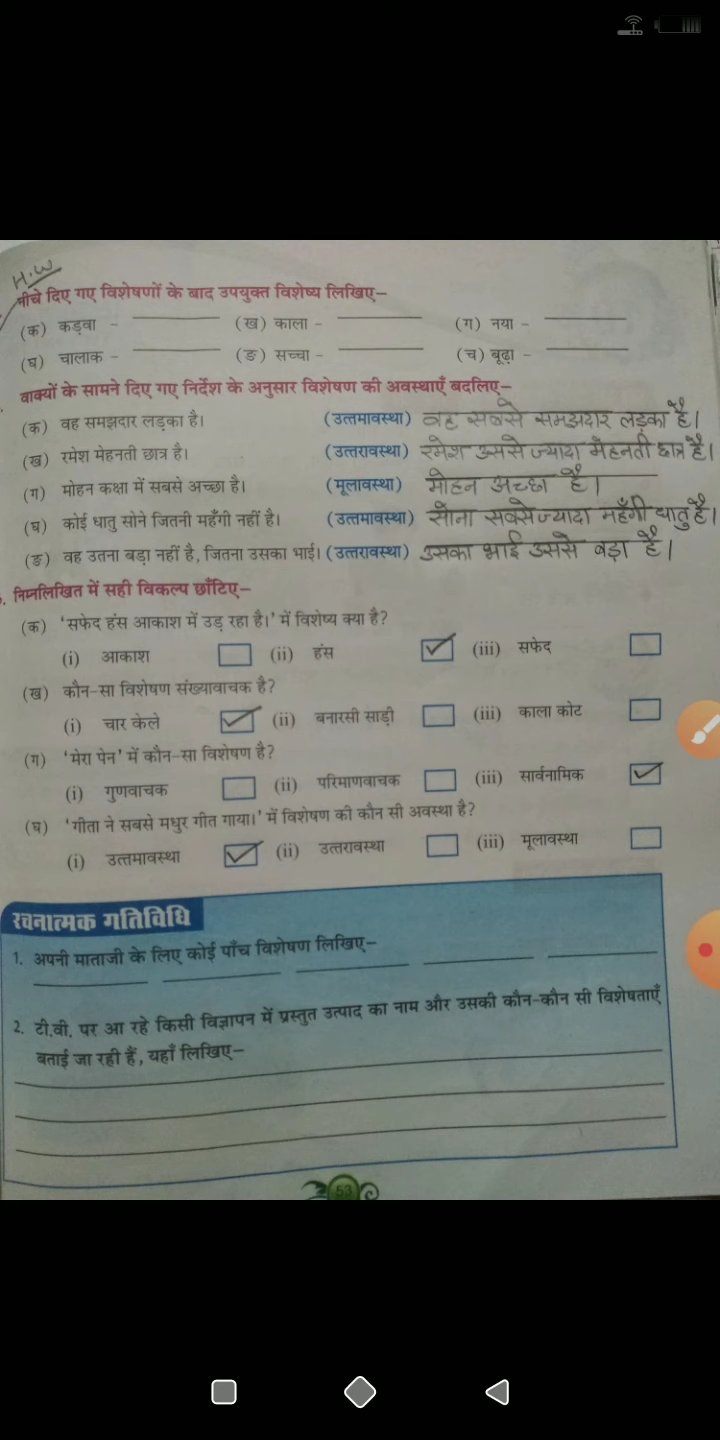 H.W
नीचे दिए गए विशेषणों के बाद उपयुक्त विशेष्य लिखिए–
(क) कड़वा - (ख) काला - (ग) नया -
(घ) चालाक - (ङ) सच्चा - (च) बूढ़ा -
वाक्यों के सामने दिए गए निर्देश के अनुसार विशेषण की अवस्थाएँ बदलिए–
(क) वह समझदार लड़का है। (उत्तमावस्था) वह सबसे समझदार लड़का है।
(ख) रमेश मेहनती छात्र है। (उत्तरावस्था) रमेश उससे ज्यादा मेहनती छात्र है।
(ग) मोहन कक्षा में सबसे अच्छा है। (मूलावस्था) मोहन अच्छा है।
(घ) कोई धातु सोने जितनी महँगी नहीं है। (उत्तमावस्था) सोना सबसे ज्यादा महँगी धातु है।
(ङ) वह उतना बड़ा नहीं है, जितना उसका भाई। (उत्तरावस्था) उसका भाई उससे बड़ा है।
. निम्नलिखित में सही विकल्प छाँटिए–
(क) 'सफेद हंस आकाश में उड़ रहा है।' में विशेष्य क्या है?
(i) आकाश (ii) हंस (iii) सफेद
(ख) कौन-सा विशेषण संख्यावाचक है?
(i) चार केले (ii) बनारसी साड़ी (iii) काला कोट
(ग) 'मेरा पेन' में कौन-सा विशेषण है?
(i) गुणवाचक (ii) परिमाणवाचक (iii) सार्वनामिक
(घ) 'गीता ने सबसे मधुर गीत गाया।' में विशेषण की कौन सी अवस्था है?
(i) उत्तमावस्था (ii) उत्तरावस्था (iii) मूलावस्था
रचनात्मक गतिविधि
1. अपनी माताजी के लिए कोई पाँच विशेषण लिखिए–
2. टी.वी. पर आ रहे किसी विज्ञापन में प्रस्तुत उत्पाद का नाम और उसकी कौन-कौन सी विशेषताएँ
बताई जा रही हैं, यहाँ लिखिए–
53